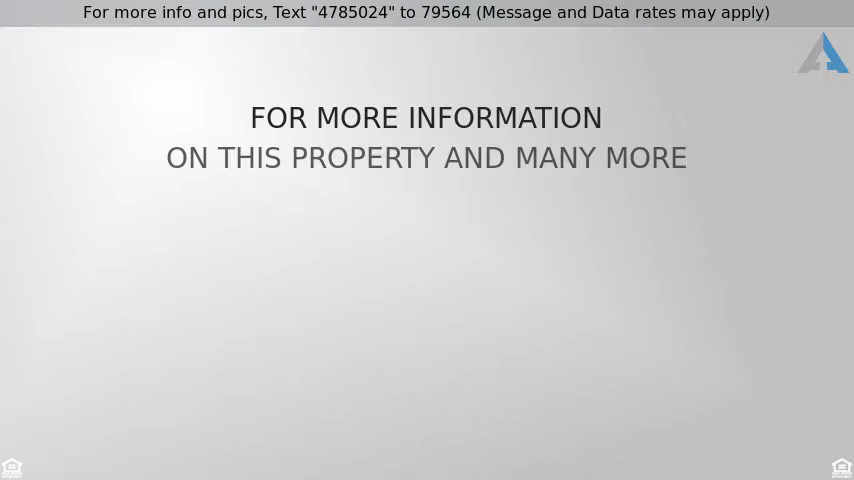 For more info and pics, Text "4785024" to 79564 (Message and Data rates may apply)
FOR MORE INFORMATION
ON THIS PROPERTY AND MANY MORE